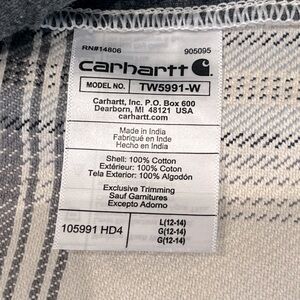 RN#14806 905095
carhartt
MODEL NO. TW5991-W
Carhartt, Inc. P.O. Box 600
Dearborn, MI 48121 USA
carhartt.com
Made in India
Fabriqué en Inde
Hecho en India
Shell: 100% Cotton
Extérieur: 100% Coton
Tela Exterior: 100% Algodón
Exclusive Trimming
Sauf Garnitures
Excepto Adorno
105991 HD4
L(12-14)
G(12-14)
G(12-14)